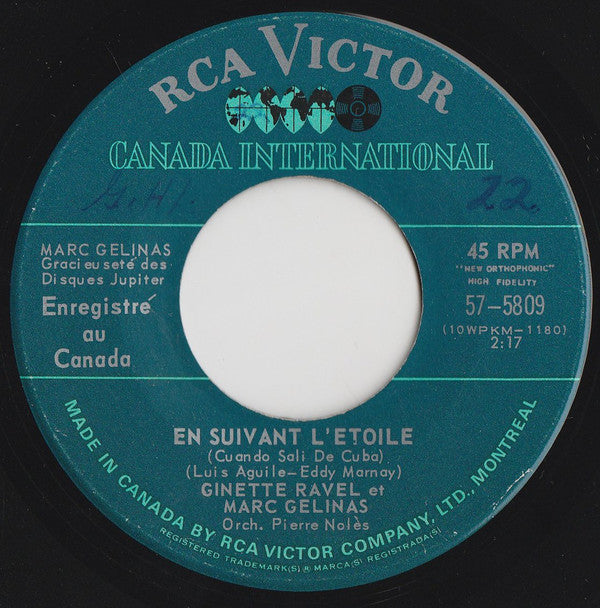 RCA VICTOR
CANADA INTERNATIONAL
22.
MARC GELINAS
Gracieuseté des
Disques Jupiter
Enregistré
au
Canada
45 RPM
"NEW ORTHOPHONIC"
HIGH FIDELITY
57-5809
(10WPKM-1180)
2:17
EN SUIVANT L'ETOILE
(Cuando Sali De Cuba)
(Luis Aguile-Eddy Marnay)
GINETTE RAVEL et
MARC GELINAS
Orch. Pierre Nolès
MADE IN CANADA BY RCA VICTOR COMPANY, LTD., MONTREAL
REGISTERED TRADEMARK(S) ® MARCA(S) REGISTRADA(S)